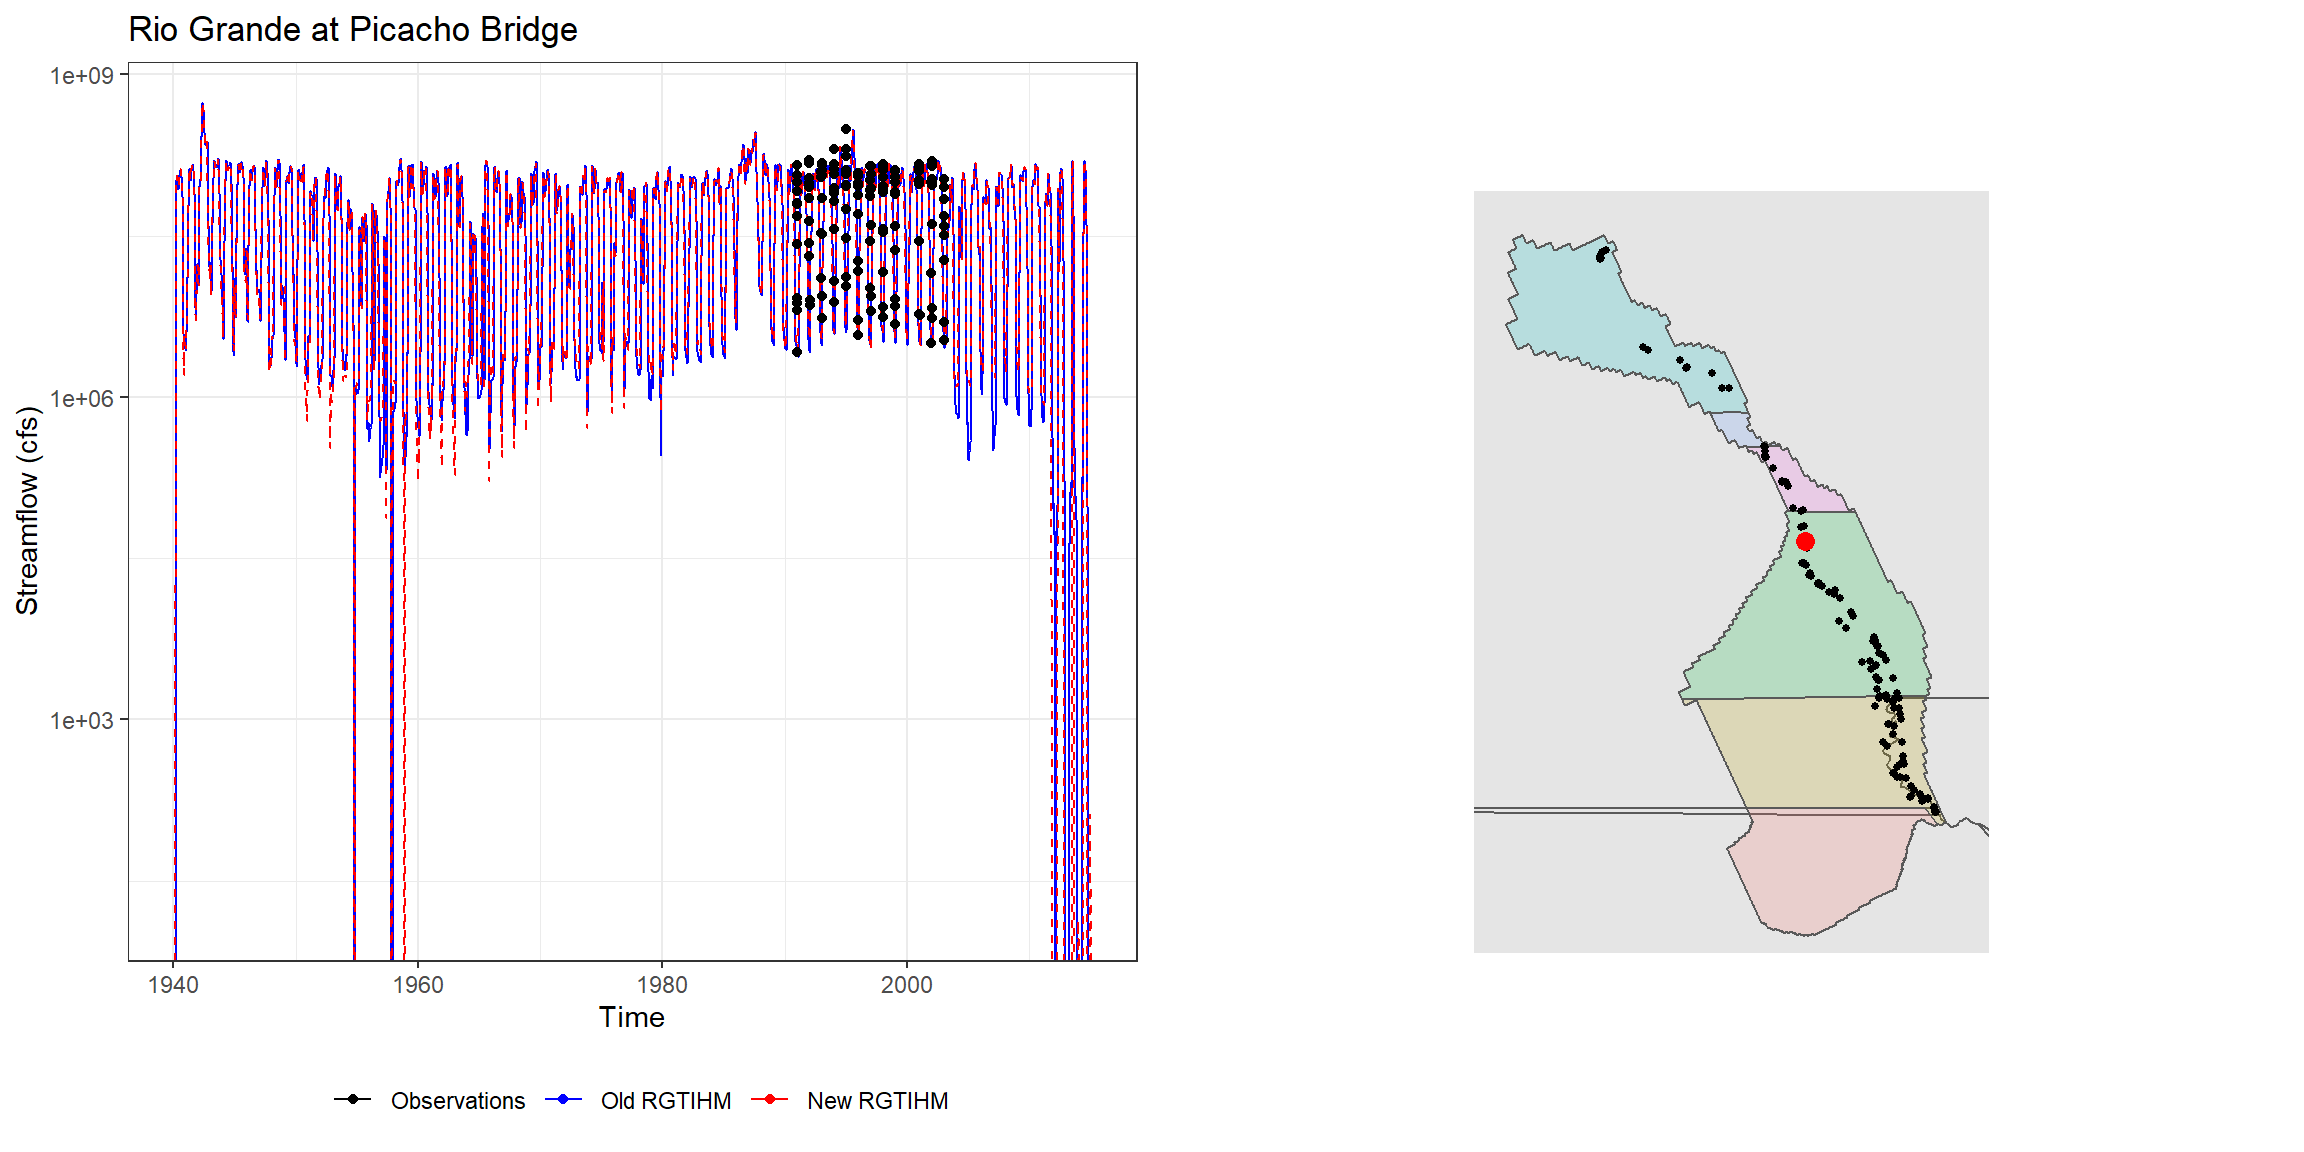 Rio Grande at Picacho Bridge
1e+09
1e+06
1e+03
Streamflow (cfs)
1940 1960 1980 2000
Time
Observations Old RGTIHM New RGTIHM